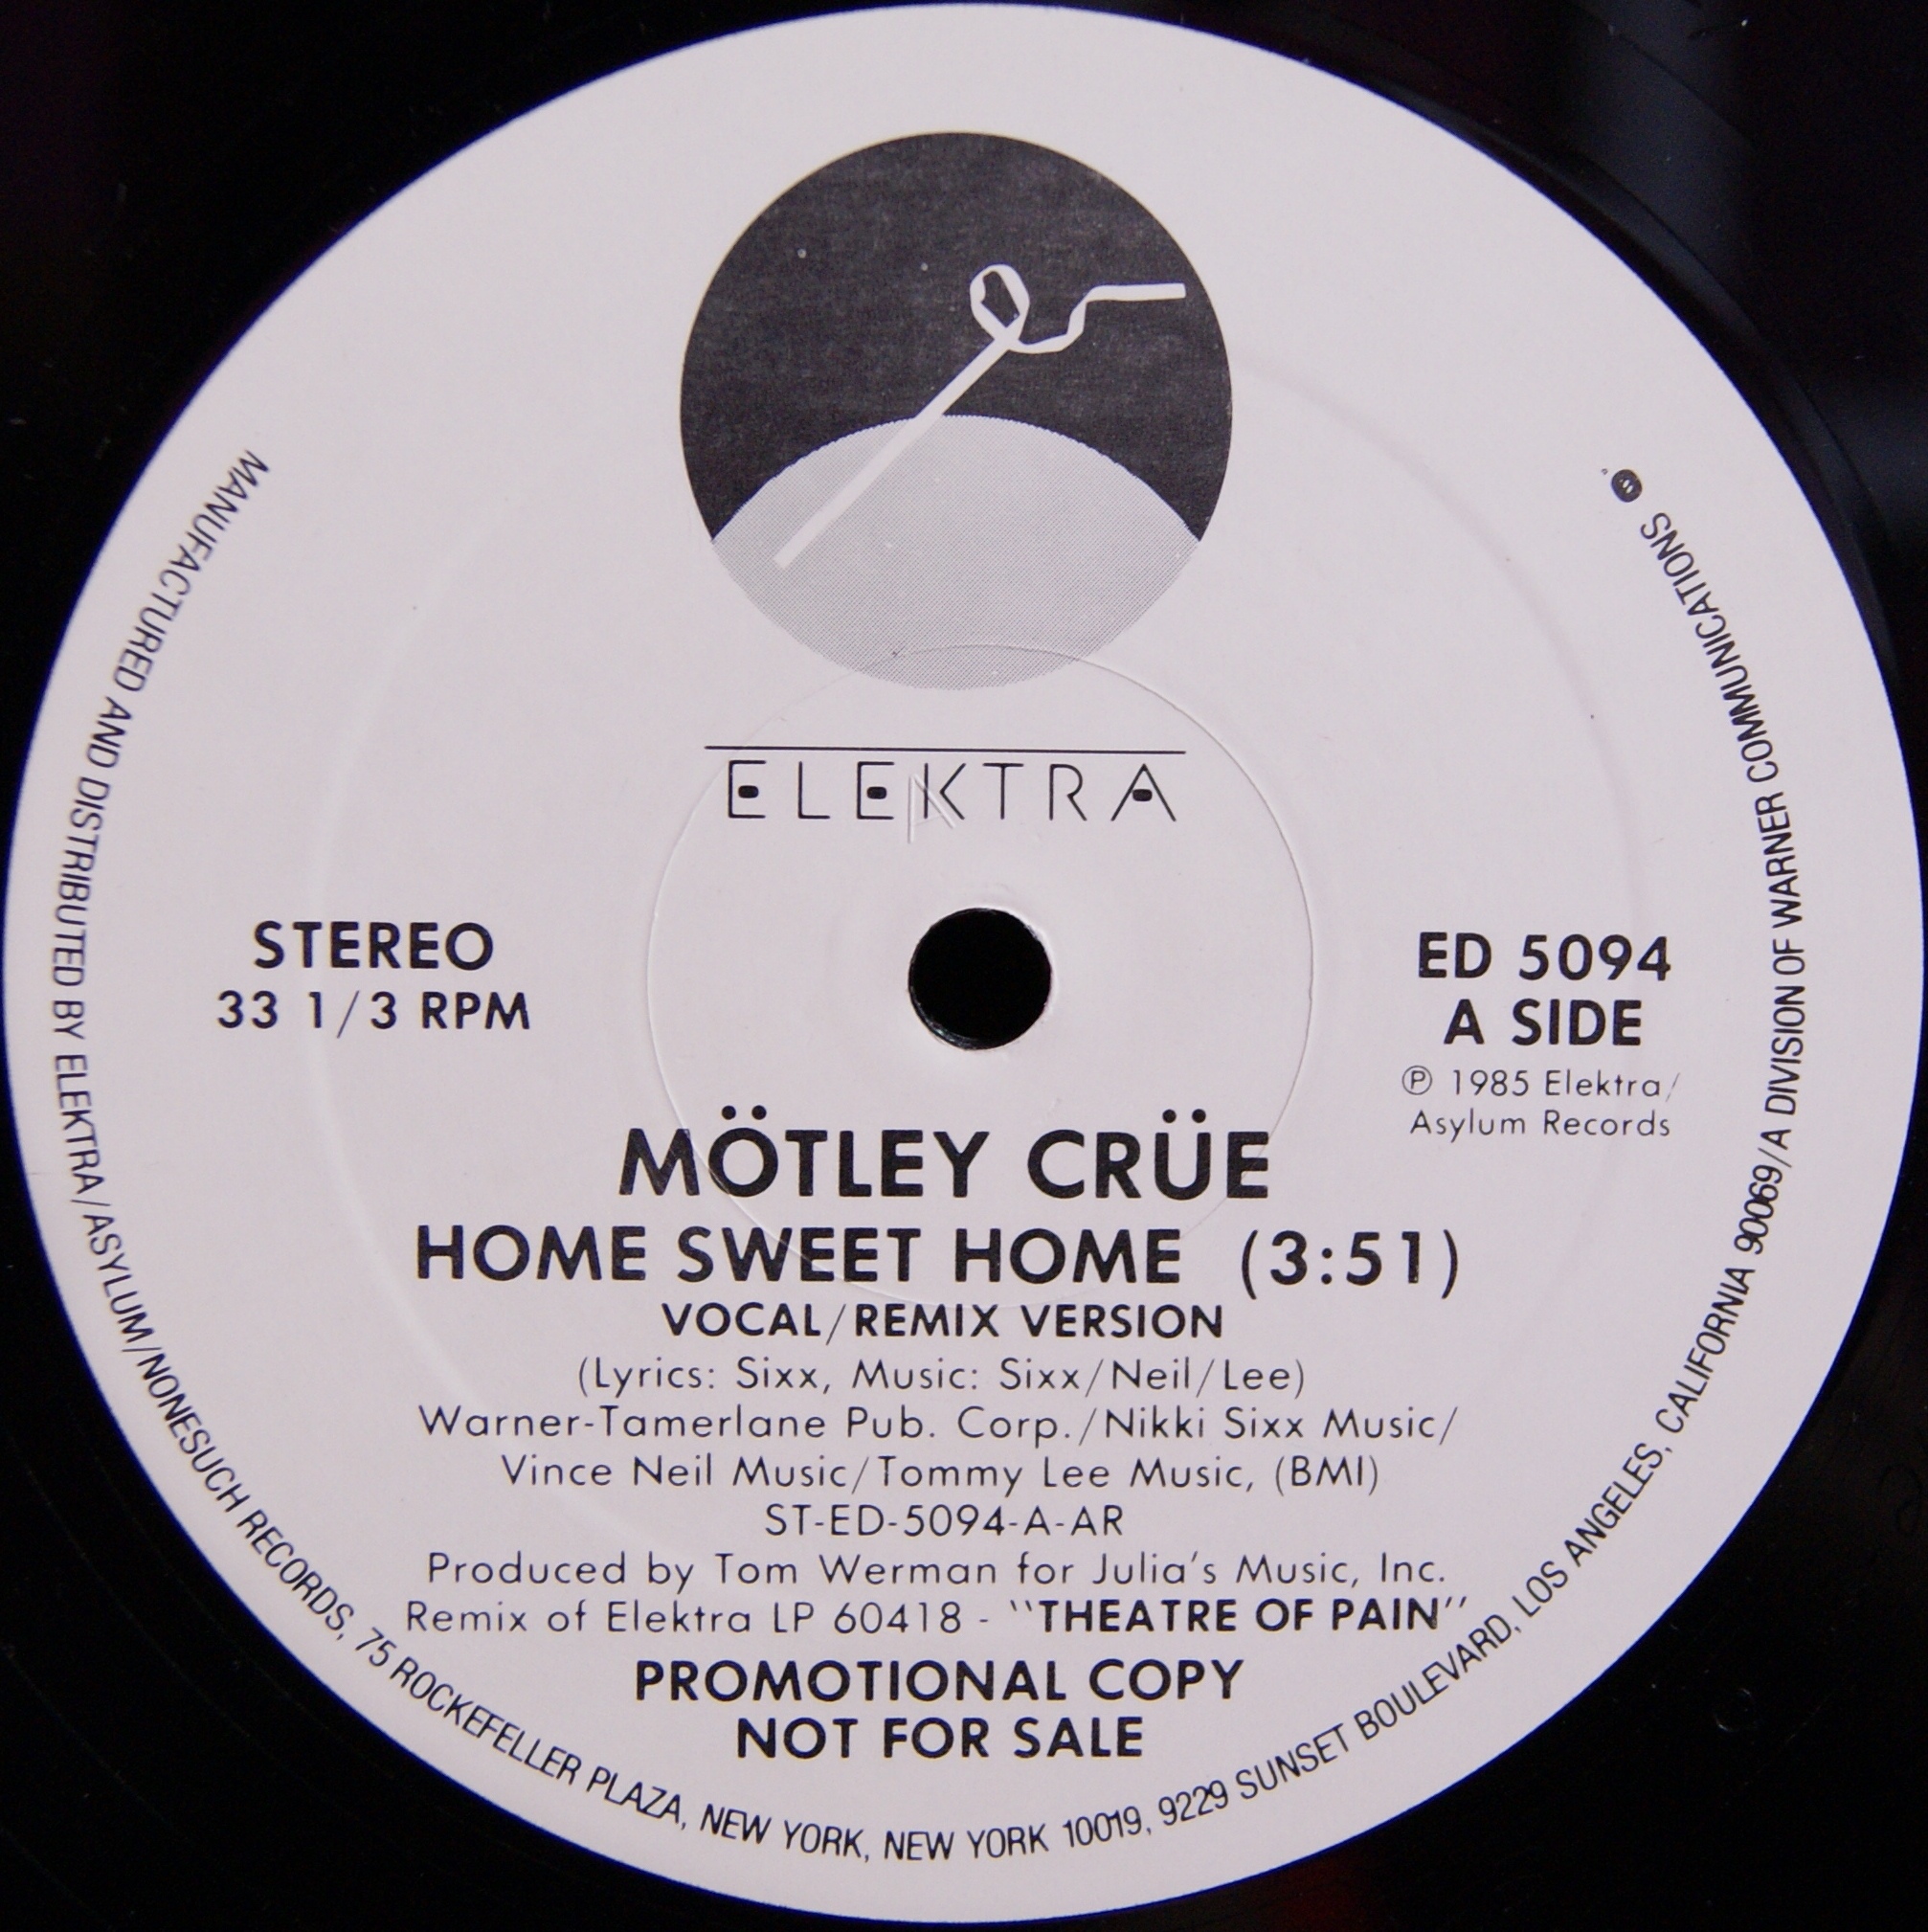 ELEKTRA
STEREO
33 1/3 RPM
ED 5094
A SIDE
℗ 1985 Elektra/
Asylum Records
MÖTLEY CRÜE
HOME SWEET HOME (3:51)
VOCAL/REMIX VERSION
(Lyrics: Sixx, Music: Sixx/Neil/Lee)
Warner-Tamerlane Pub. Corp./Nikki Sixx Music/
Vince Neil Music/Tommy Lee Music, (BMI)
ST-ED-5094-A-AR
Produced by Tom Werman for Julia's Music, Inc.
Remix of Elektra LP 60418 - "THEATRE OF PAIN"
PROMOTIONAL COPY
NOT FOR SALE
MANUFACTURED AND DISTRIBUTED BY ELEKTRA/ASYLUM/NONESUCH RECORDS, 75 ROCKEFELLER PLAZA, NEW YORK, NEW YORK 10019, 9229 SUNSET BOULEVARD, LOS ANGELES, CALIFORNIA 90069/A DIVISION OF WARNER COMMUNICATIONS